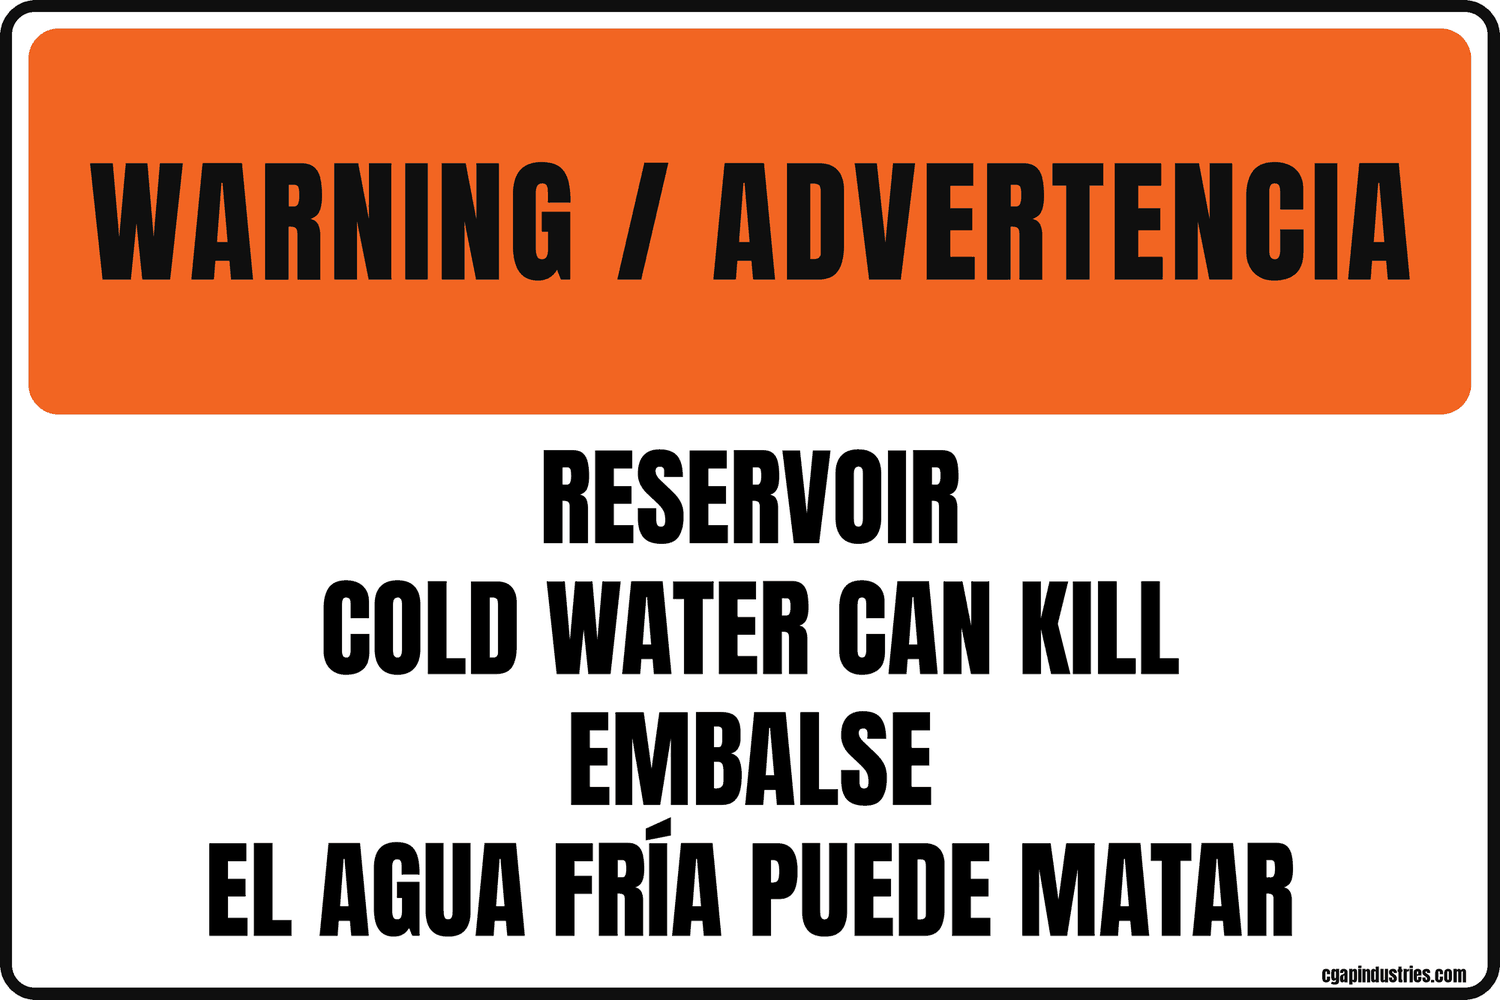 WARNING / ADVERTENCIA
RESERVOIR
COLD WATER CAN KILL
EMBALSE
EL AGUA FRÍA PUEDE MATAR
cgapindustries.com